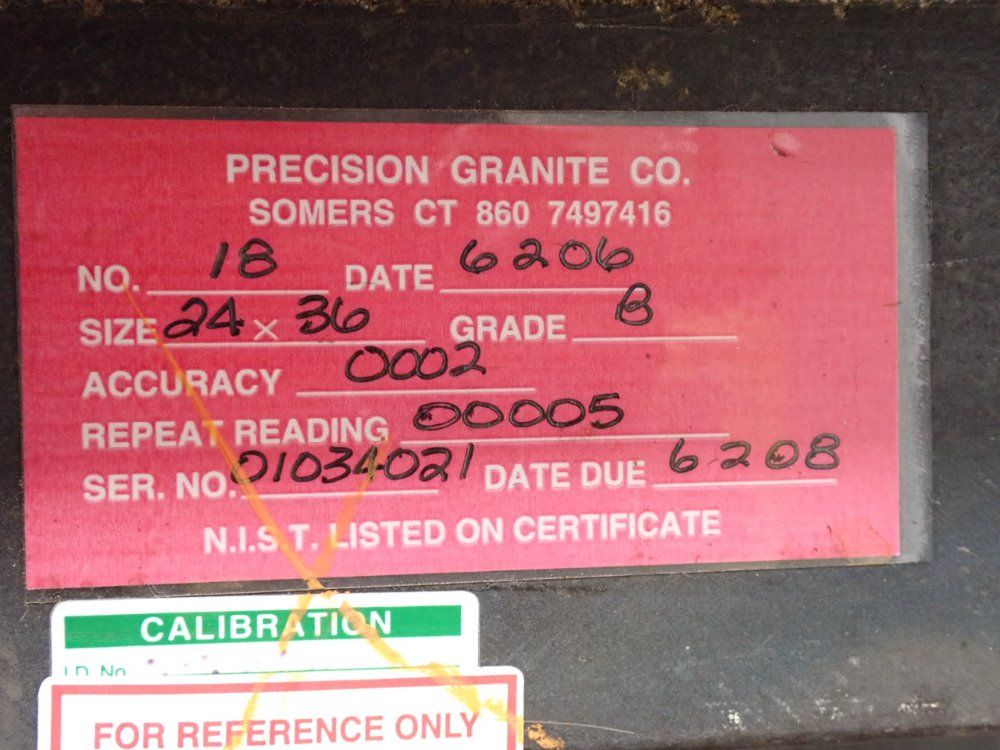 PRECISION GRANITE CO.
SOMERS CT 860 7497416
NO. 18 DATE 6206
SIZE 24 x 36 GRADE B
ACCURACY 0002
REPEAT READING 00005
SER. NO. 01034021 DATE DUE 6208
N.I.S.T. LISTED ON CERTIFICATE
CALIBRATION
I.D. No.
FOR REFERENCE ONLY